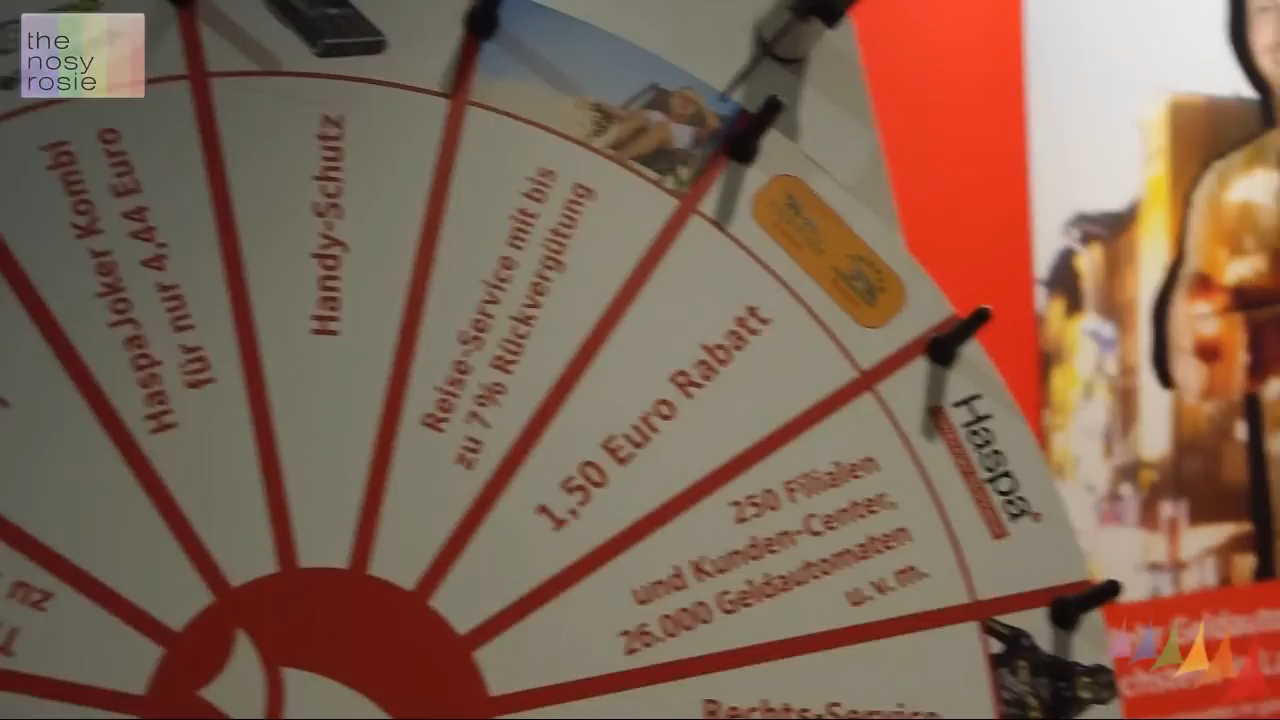 the
nosy
rosie
HaspaJoker Kombi
für nur 4,44 Euro
Handy-Schutz
Reise-Service mit bis
zu 7% Rückvergütung
1,50 Euro Rabatt
Haspa
250 Filialen
und Kunden-Center,
26.000 Geldautomaten
u.v.m.
Rechts-Service
zu